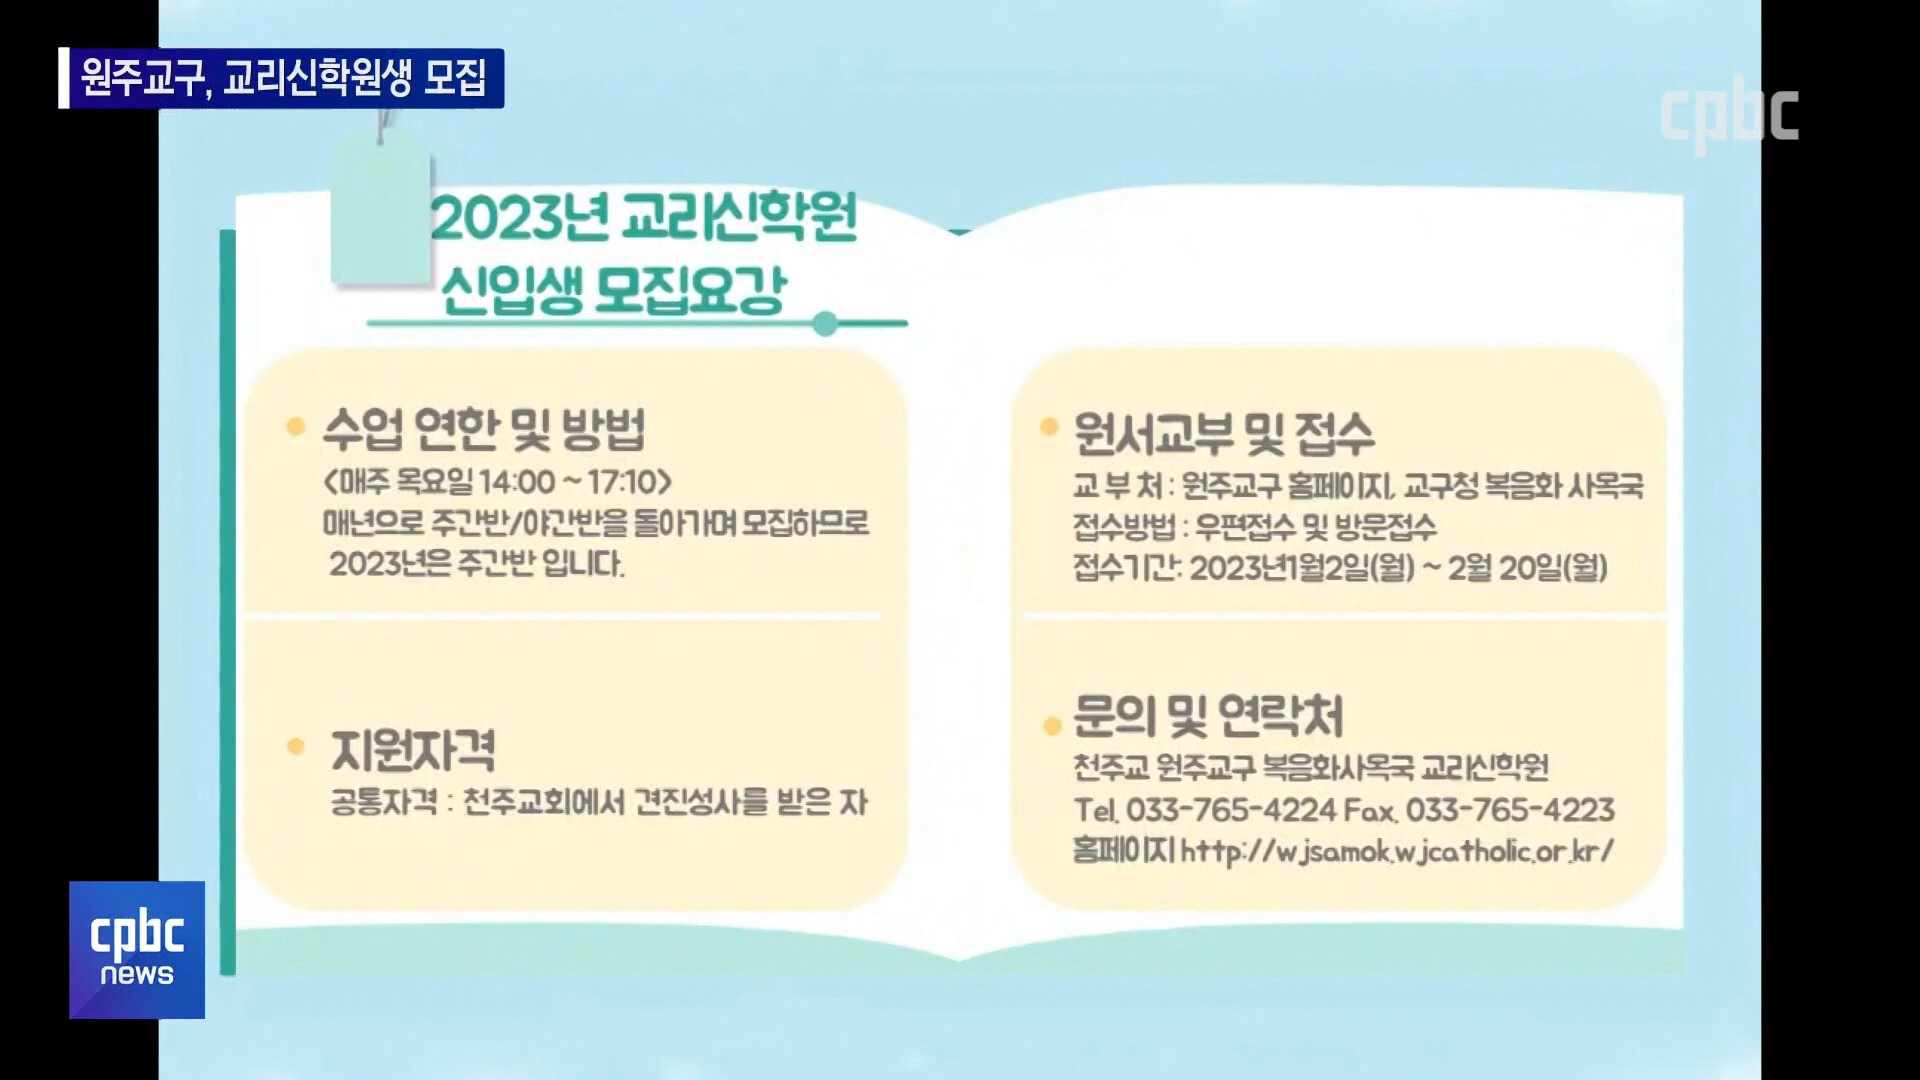 원주교구, 교리신학원생 모집
cpbc
2023년 교리신학원
신입생 모집요강
수업 연한 및 방법
<매주 목요일 14:00 ~ 17:10>
매년으로 주간반/야간반을 돌아가며 모집하므로
2023년은 주간반 입니다.
지원자격
공통자격 : 천주교회에서 견진성사를 받은 자
원서교부 및 접수
교 부 처 : 원주교구 홈페이지, 교구청 복음화 사목국
접수방법 : 우편접수 및 방문접수
접수기간: 2023년1월2일(월) ~ 2월 20일(월)
문의 및 연락처
천주교 원주교구 복음화사목국 교리신학원
Tel. 033-765-4224 Fax. 033-765-4223
홈페이지 http://wjsamok.wjcatholic.or.kr/
cpbc
news